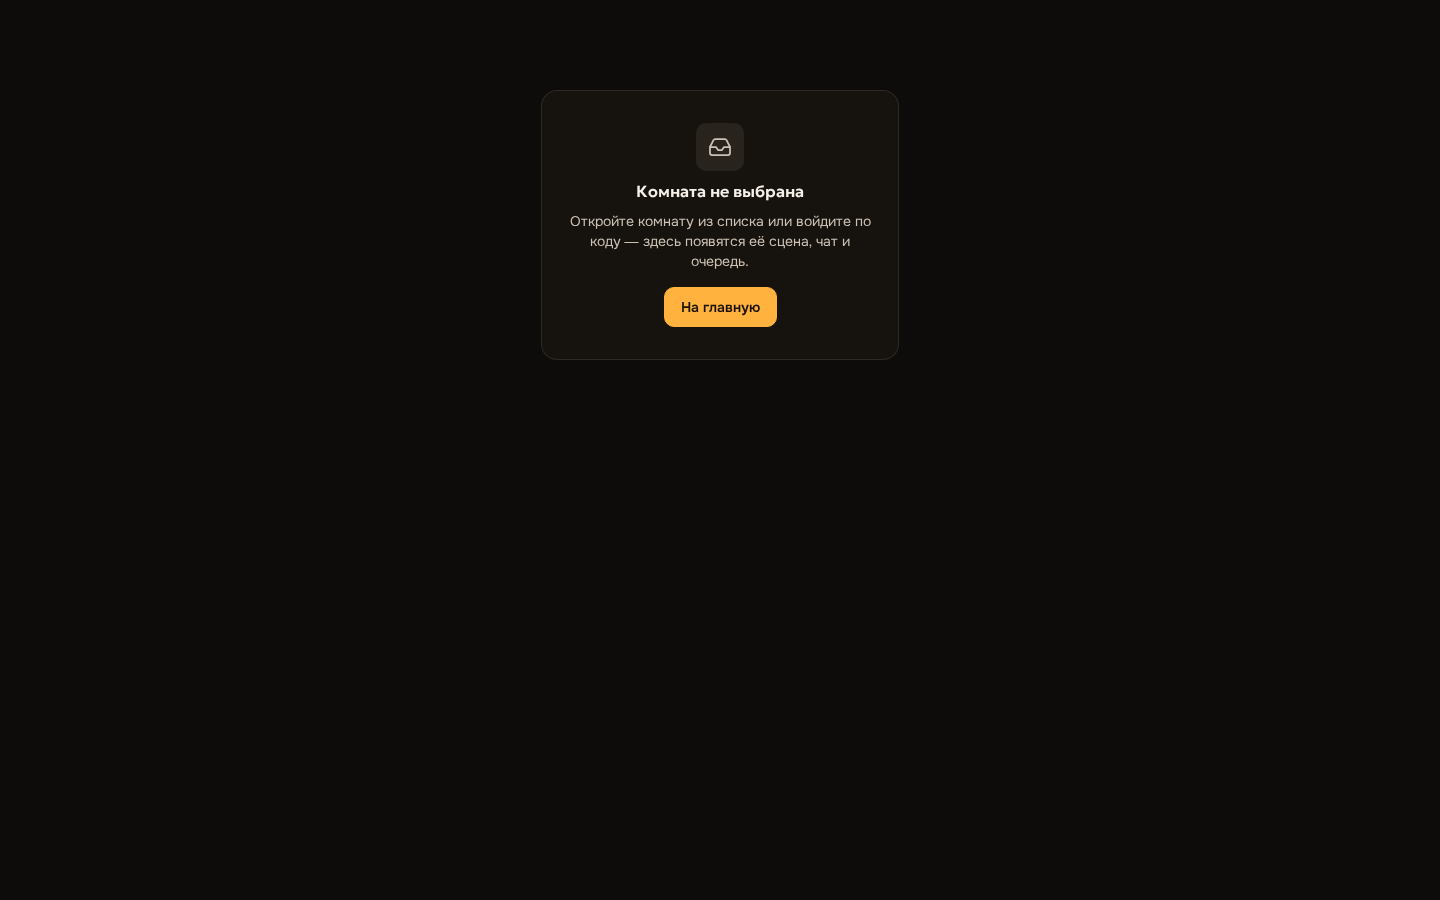 Комната не выбрана
Откройте комнату из списка или войдите по
коду — здесь появятся её сцена, чат и
очередь.
На главную